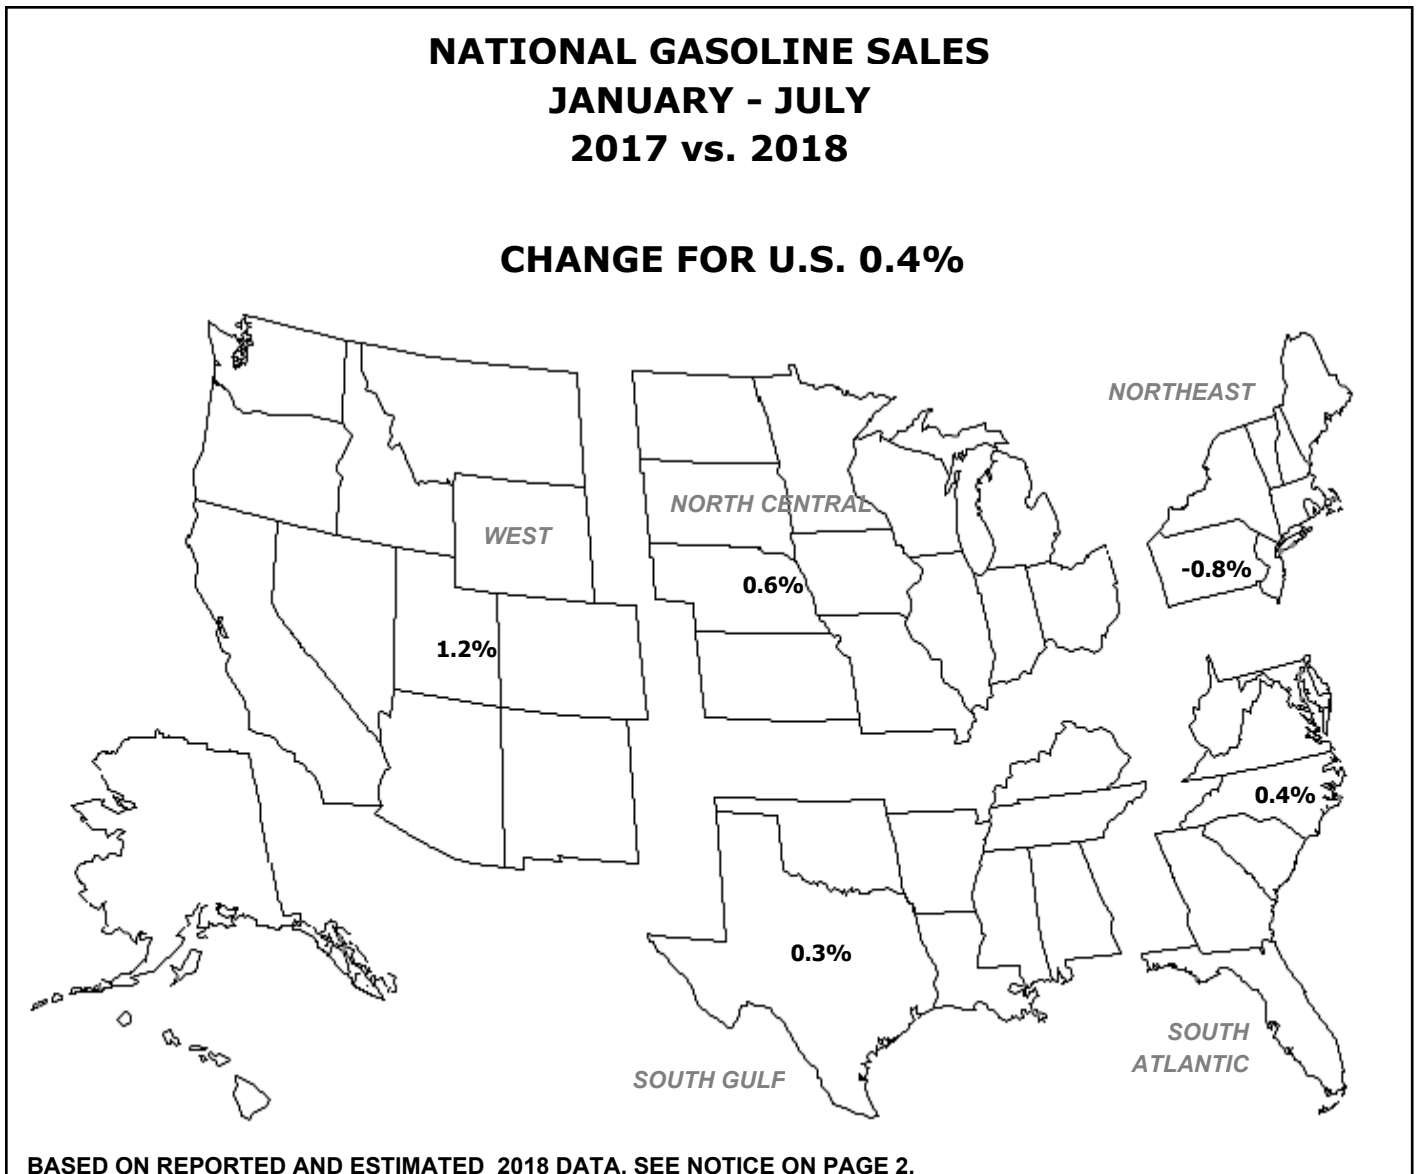 NATIONAL GASOLINE SALES
JANUARY - JULY
2017 vs. 2018
CHANGE FOR U.S. 0.4%
NORTHEAST
NORTH CENTRAL
WEST
-0.8%
0.6%
1.2%
0.4%
0.3%
SOUTH
ATLANTIC
SOUTH GULF
BASED ON REPORTED AND ESTIMATED  2018 DATA. SEE NOTICE ON PAGE 2.